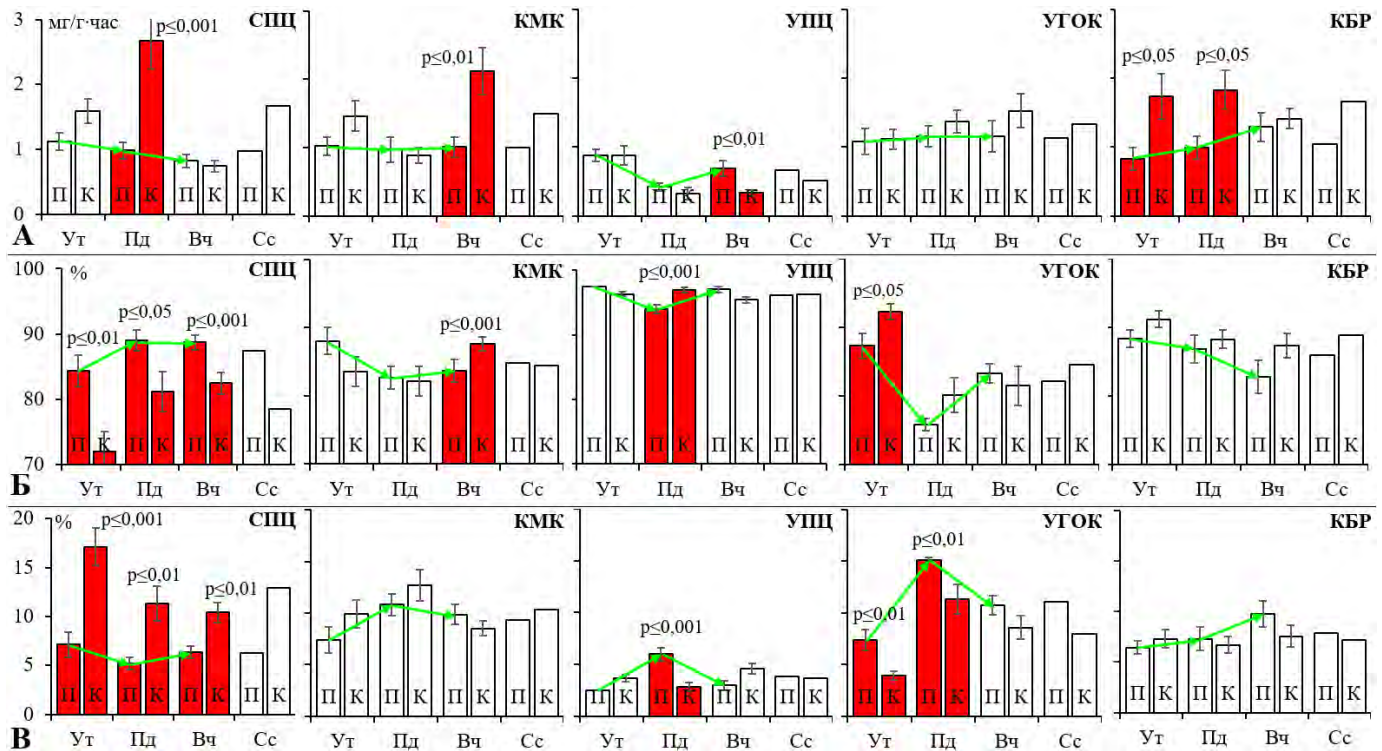 3 мг/г·час p≤0,001 СПЦ КМК УПЦ УГОК КБР
p≤0,01 p≤0,05 p≤0,05
2
p≤0,01
1
П К П К П К П К П К П К П К П К П К П К П К П К П К П К П К П К П К П К П К П К
0
А Ут Пд Вч Сс Ут Пд Вч Сс Ут Пд Вч Сс Ут Пд Вч Сс Ут Пд Вч Сс
100 % СПЦ КМК УПЦ УГОК КБР
p≤0,001
p≤0,05
90 p≤0,01 p≤0,05 p≤0,001 p≤0,001
80
П К П К П К П К П К П К П К П К П К П К П К П К П К П К П К П К П К П К П К П К
70
Б Ут Пд Вч Сс Ут Пд Вч Сс Ут Пд Вч Сс Ут Пд Вч Сс Ут Пд Вч Сс
20 % p≤0,001 СПЦ КМК УПЦ УГОК КБР
p≤0,01
15
p≤0,01 p≤0,01
10 p≤0,01
p≤0,001
5
П К П К П К П К П К П К П К П К П К П К П К П К П К П К П К П К П К П К П К П К
0
В Ут Пд Вч Сс Ут Пд Вч Сс Ут Пд Вч Сс Ут Пд Вч Сс Ут Пд Вч Сс